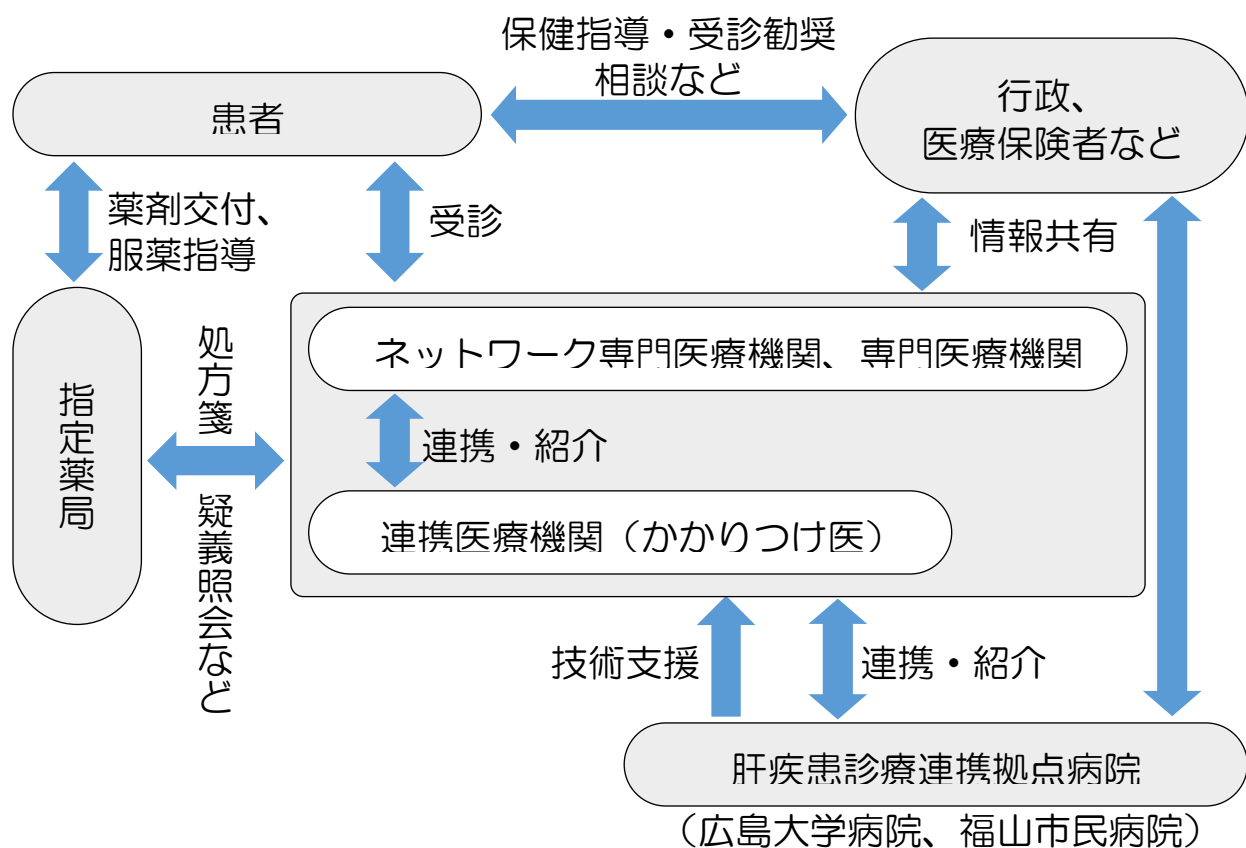 保健指導・受診勧奨
相談など
患者
行政、
医療保険者など
薬剤交付、
服薬指導
受診
情報共有
指定薬局
処方箋
疑義照会など
ネットワーク専門医療機関、専門医療機関
連携・紹介
連携医療機関（かかりつけ医）
技術支援
連携・紹介
肝疾患診療連携拠点病院
（広島大学病院、福山市民病院）